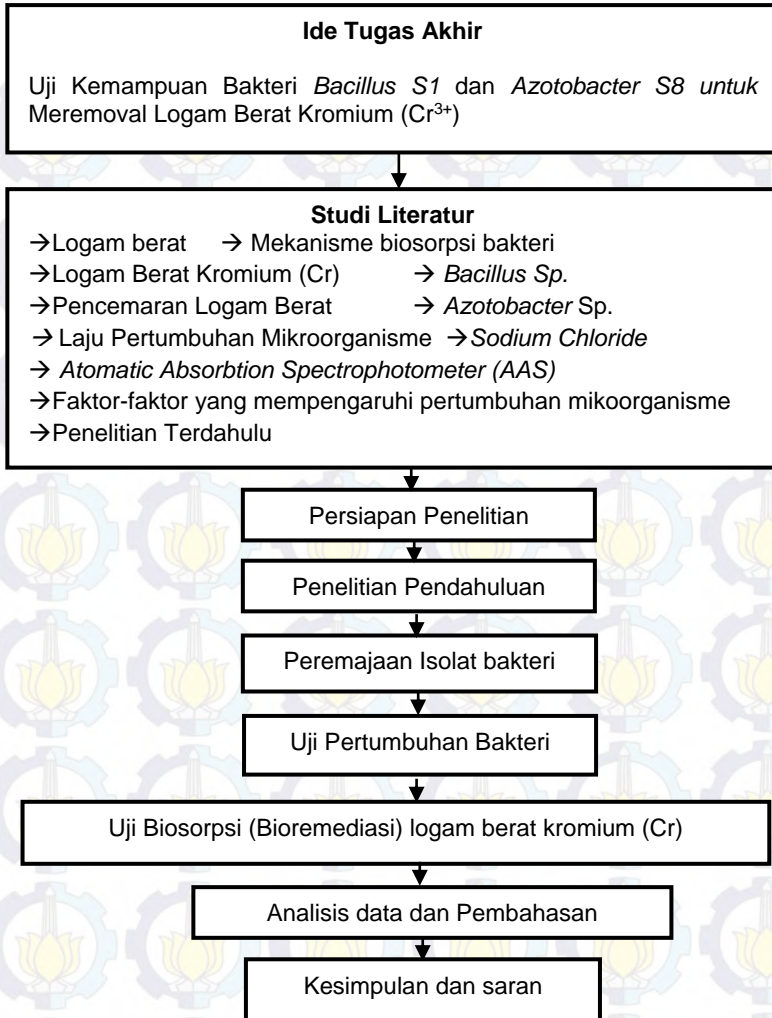 Ide Tugas Akhir
Uji Kemampuan Bakteri Bacillus S1 dan Azotobacter S8 untuk
Meremoval Logam Berat Kromium (Cr³⁺)
Studi Literatur
→Logam berat → Mekanisme biosorpsi bakteri
→Logam Berat Kromium (Cr) → Bacillus Sp.
→Pencemaran Logam Berat → Azotobacter Sp.
→ Laju Pertumbuhan Mikroorganisme →Sodium Chloride
→ Atomatic Absorbtion Spectrophotometer (AAS)
→Faktor-faktor yang mempengaruhi pertumbuhan mikoorganisme
→Penelitian Terdahulu
Persiapan Penelitian
Penelitian Pendahuluan
Peremajaan Isolat bakteri
Uji Pertumbuhan Bakteri
Uji Biosorpsi (Bioremediasi) logam berat kromium (Cr)
Analisis data dan Pembahasan
Kesimpulan dan saran